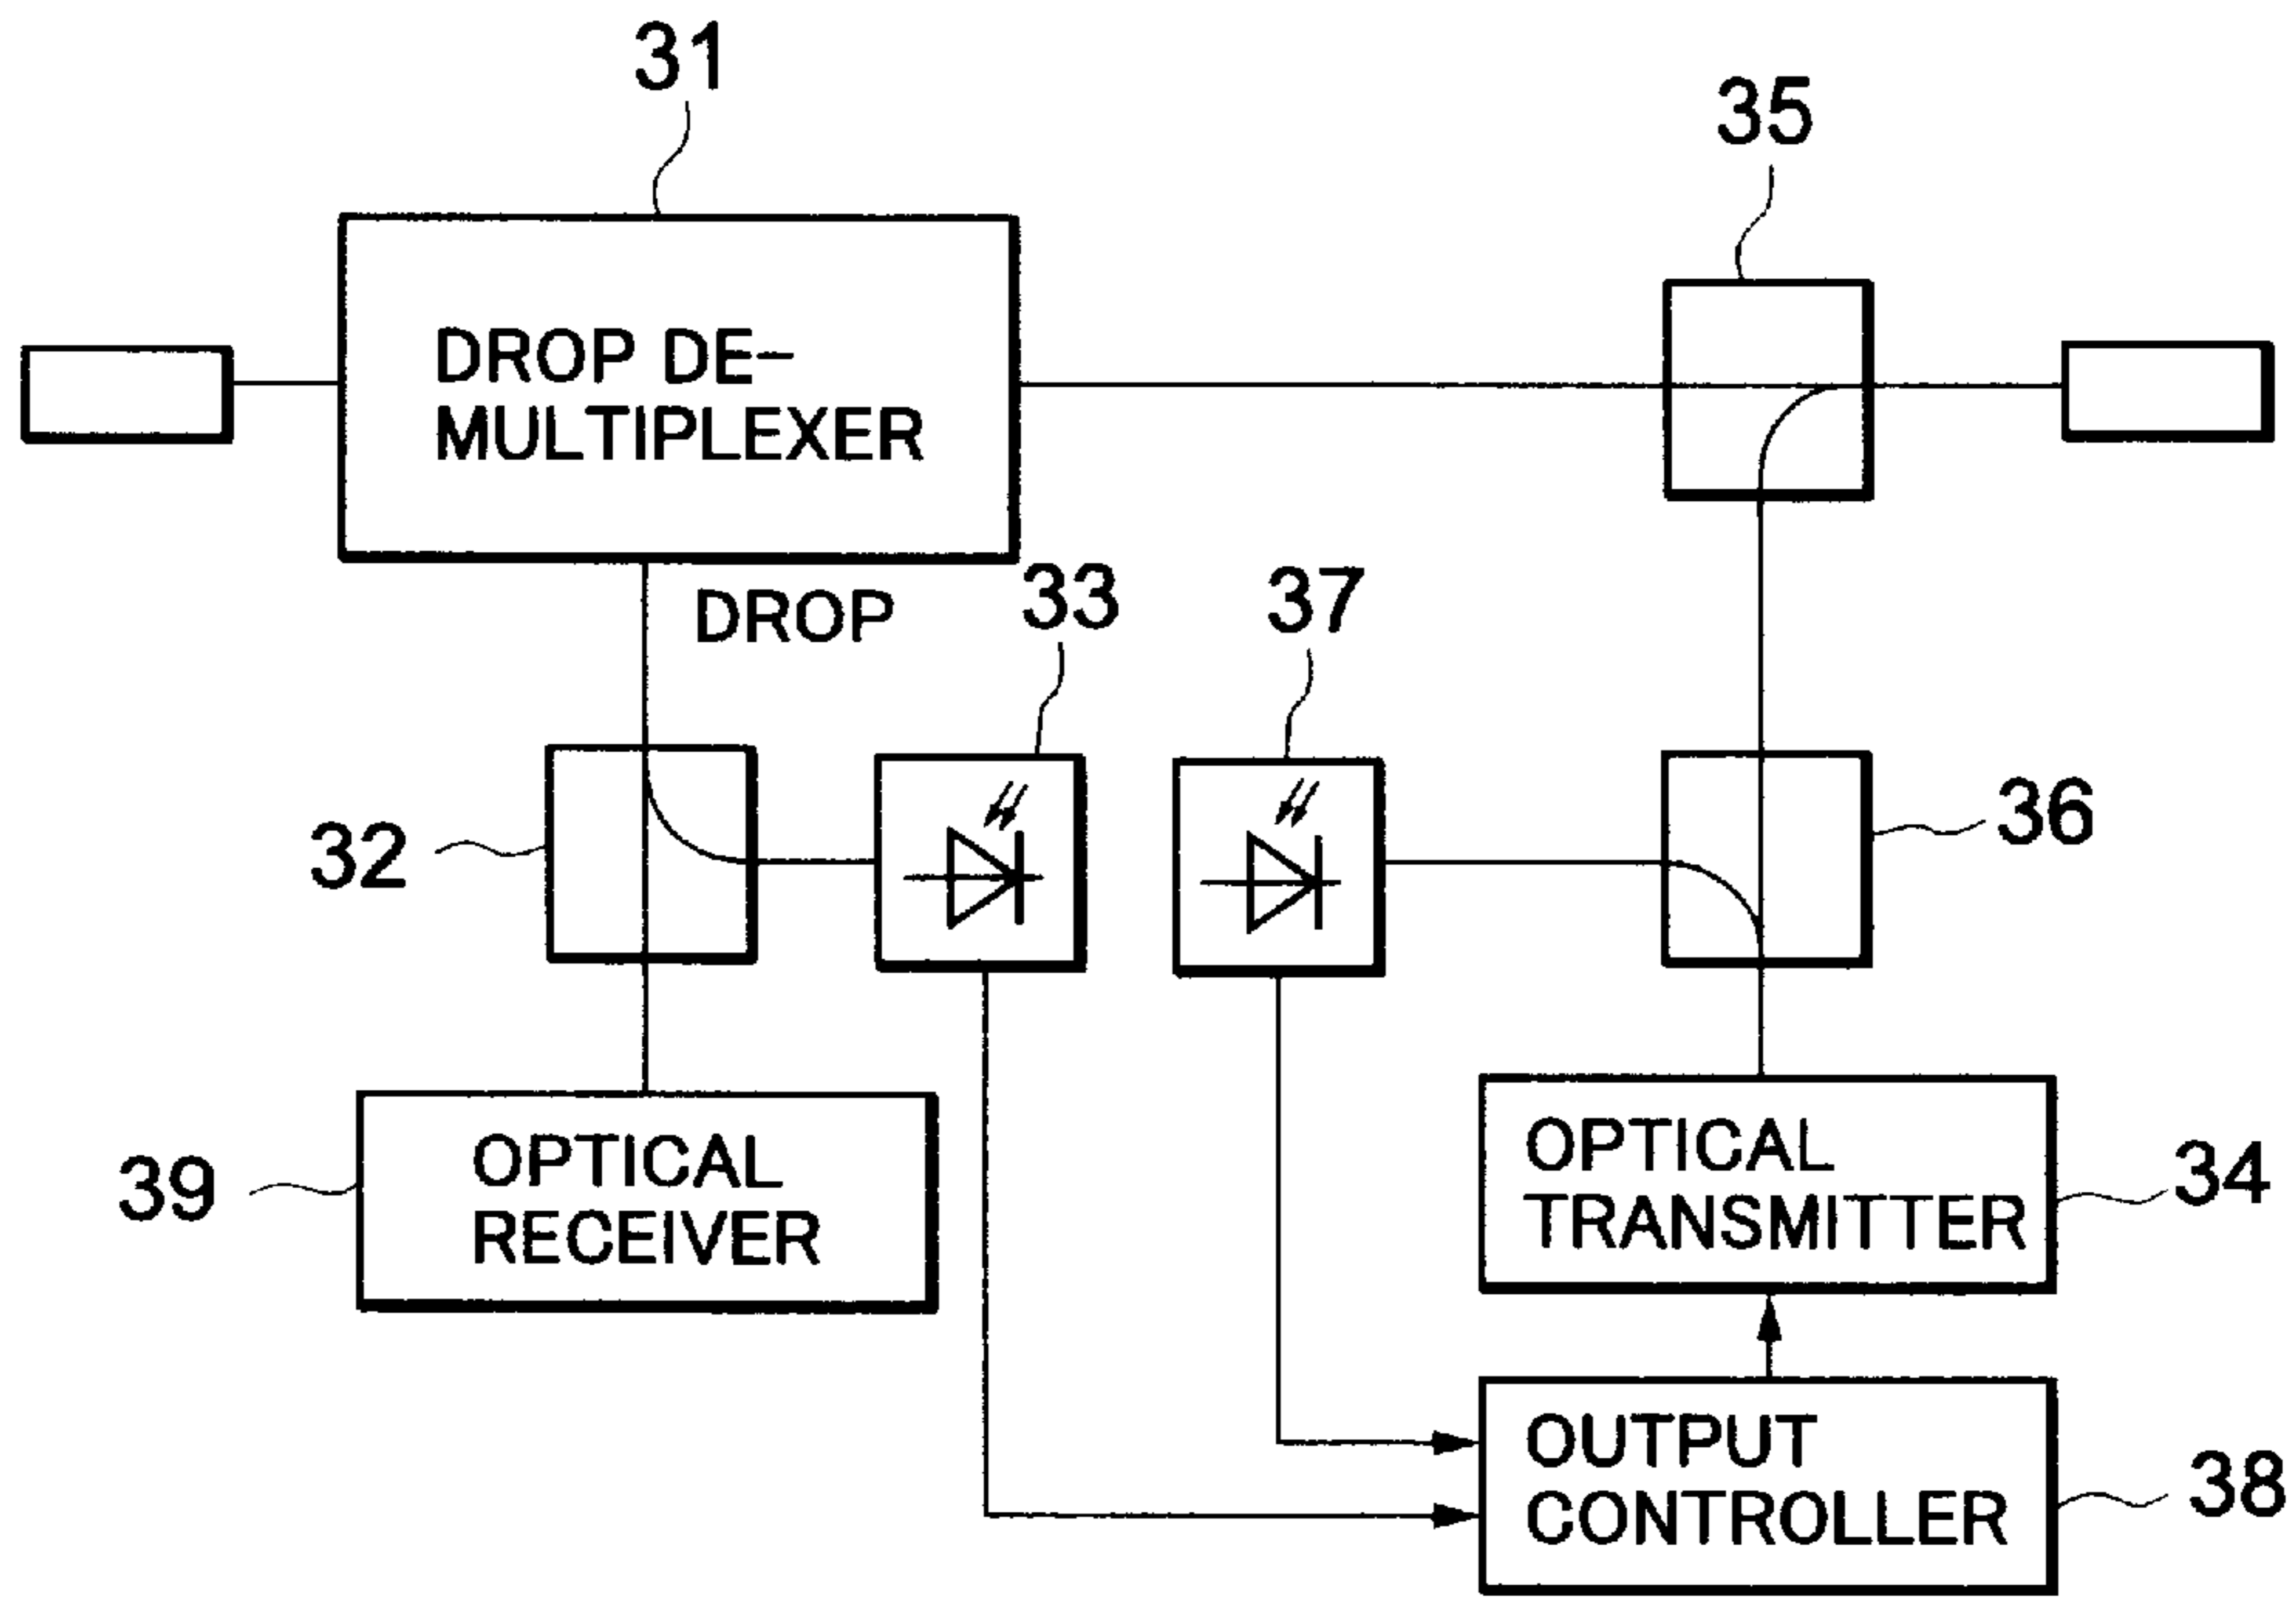 31
35
DROP DE-
MULTIPLEXER
DROP
33
37
32
36
39
OPTICAL
RECEIVER
OPTICAL
TRANSMITTER
34
OUTPUT
CONTROLLER
38